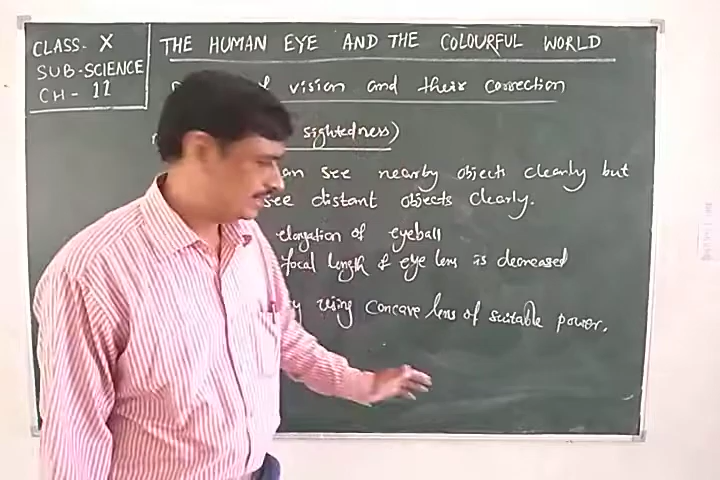 CLASS- X
SUB-SCIENCE
CH- 11
THE HUMAN EYE AND THE COLOURFUL WORLD
vision and their correction
sightedness)
see nearby objects clearly but
see distant objects clearly.
elongation of eyeball
focal length of eye lens is decreased
using concave lens of suitable power.